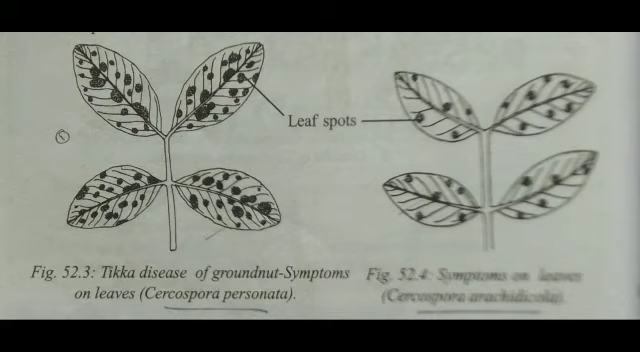 Leaf spots
Fig. 52.3: Tikka disease of groundnut-Symptoms
on leaves (Cercospora personata).
Fig. 52.4: Symptoms on leaves
(Cercospora arachidicola).